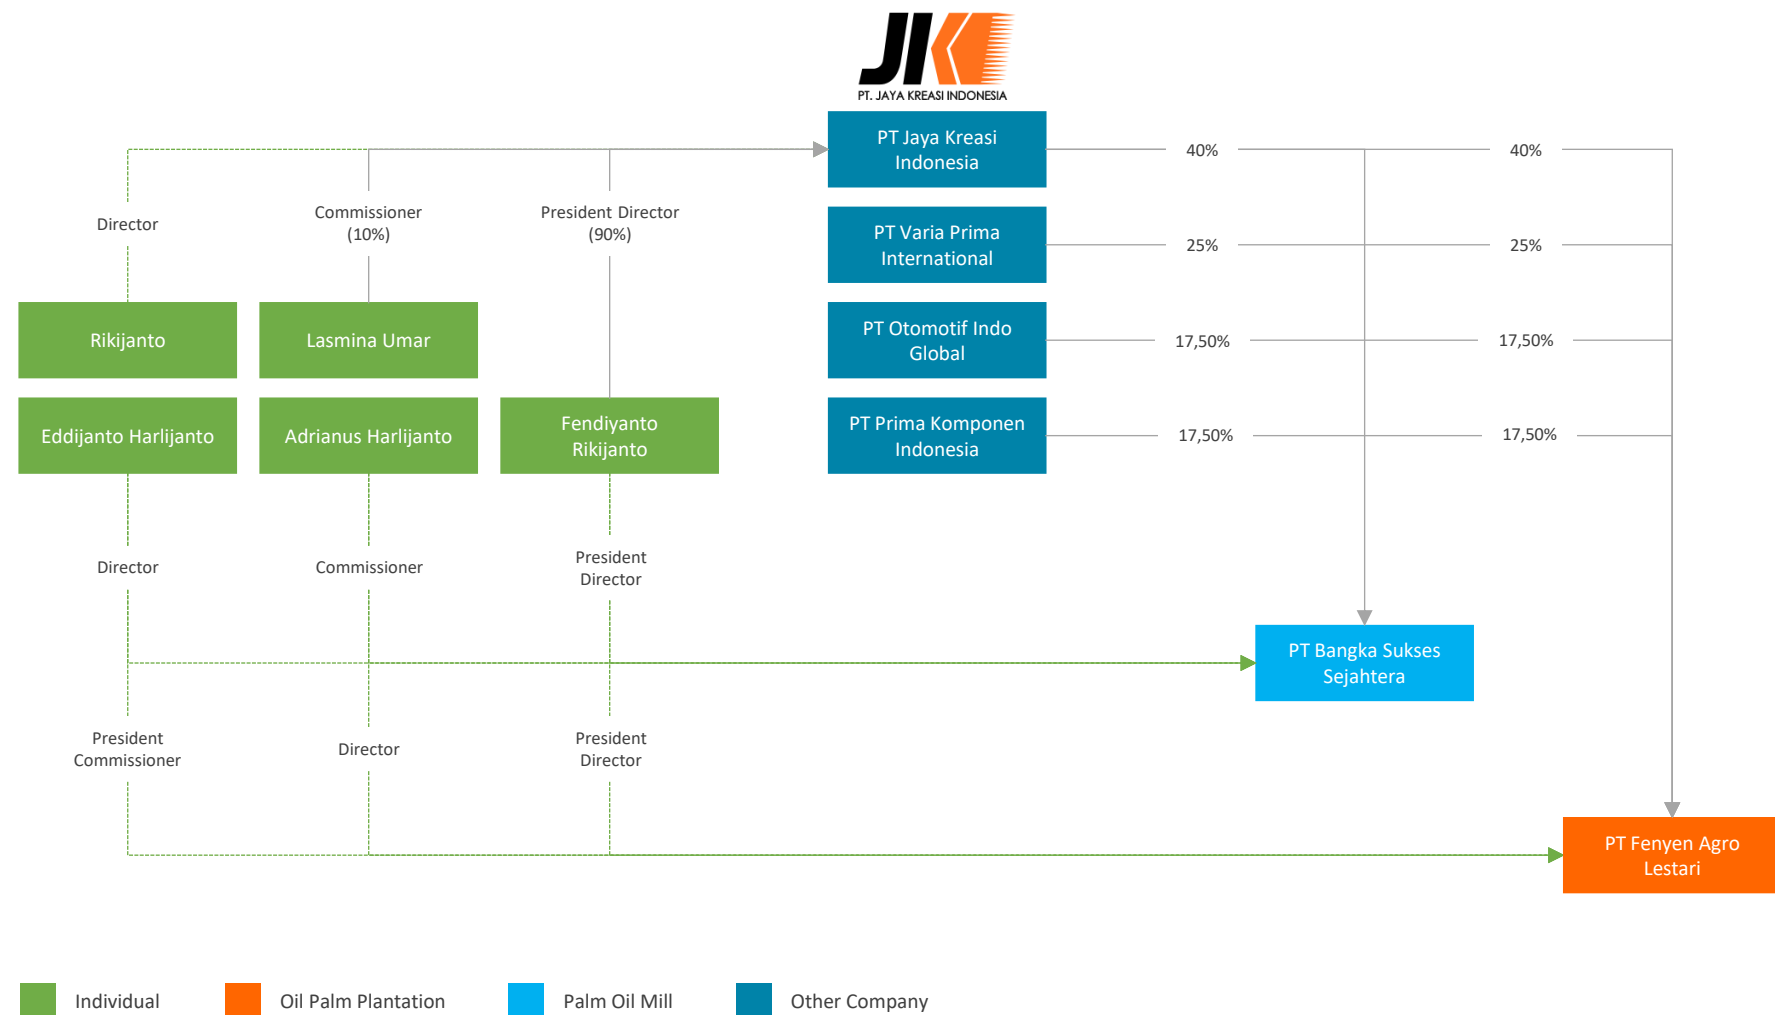 JK
PT. JAYA KREASI INDONESIA
PT Jaya Kreasi
Indonesia
40%
40%
Director
Commissioner
(10%)
President Director
(90%)
PT Varia Prima
International
25%
25%
Rikijanto
Lasmina Umar
PT Otomotif Indo
Global
17,50%
17,50%
Eddijanto Harlijanto
Adrianus Harlijanto
Fendiyanto
Rikijanto
PT Prima Komponen
Indonesia
17,50%
17,50%
Director
Commissioner
President
Director
PT Bangka Sukses
Sejahtera
President
Commissioner
Director
President
Director
PT Fenyen Agro
Lestari
Individual
Oil Palm Plantation
Palm Oil Mill
Other Company